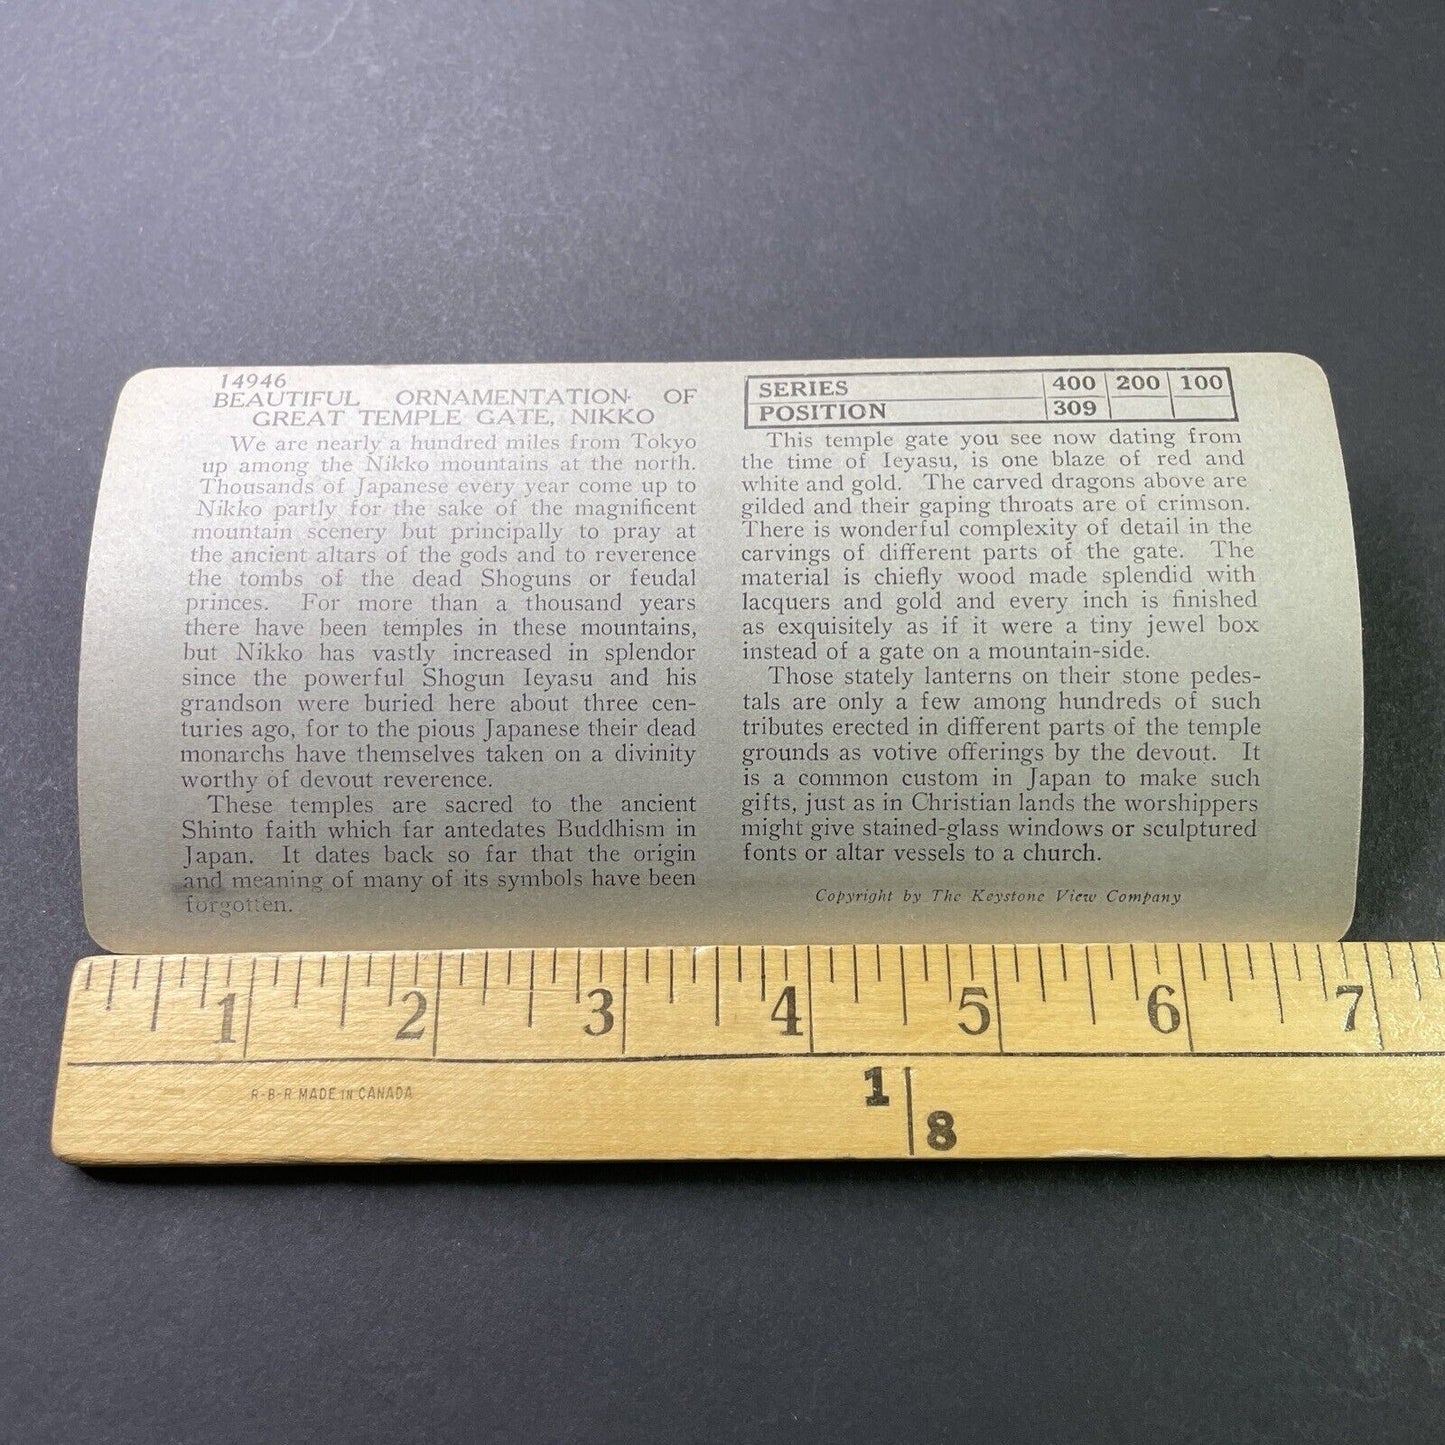 14946
BEAUTIFUL ORNAMENTATION OF
GREAT TEMPLE GATE, NIKKO
We are nearly a hundred miles from Tokyo
up among the Nikko mountains at the north.
Thousands of Japanese every year come up to
Nikko partly for the sake of the magnificent
mountain scenery but principally to pray at
the ancient altars of the gods and to reverence
the tombs of the dead Shoguns or feudal
princes. For more than a thousand years
there have been temples in these mountains,
but Nikko has vastly increased in splendor
since the powerful Shogun Ieyasu and his
grandson were buried here about three cen-
turies ago, for to the pious Japanese their dead
monarchs have themselves taken on a divinity
worthy of devout reverence.
These temples are sacred to the ancient
Shinto faith which far antedates Buddhism in
Japan. It dates back so far that the origin
and meaning of many of its symbols have been
forgotten.
SERIES 400 200 100
POSITION 309
This temple gate you see now dating from
the time of Ieyasu, is one blaze of red and
white and gold. The carved dragons above are
gilded and their gaping throats are of crimson.
There is wonderful complexity of detail in the
carvings of different parts of the gate. The
material is chiefly wood made splendid with
lacquers and gold and every inch is finished
as exquisitely as if it were a tiny jewel box
instead of a gate on a mountain-side.
Those stately lanterns on their stone pedes-
tals are only a few among hundreds of such
tributes erected in different parts of the temple
grounds as votive offerings by the devout. It
is a common custom in Japan to make such
gifts, just as in Christian lands the worshippers
might give stained-glass windows or sculptured
fonts or altar vessels to a church.
Copyright by The Keystone View Company
1 2 3 4 5 6 7
R-B-R MADE IN CANADA
1 8